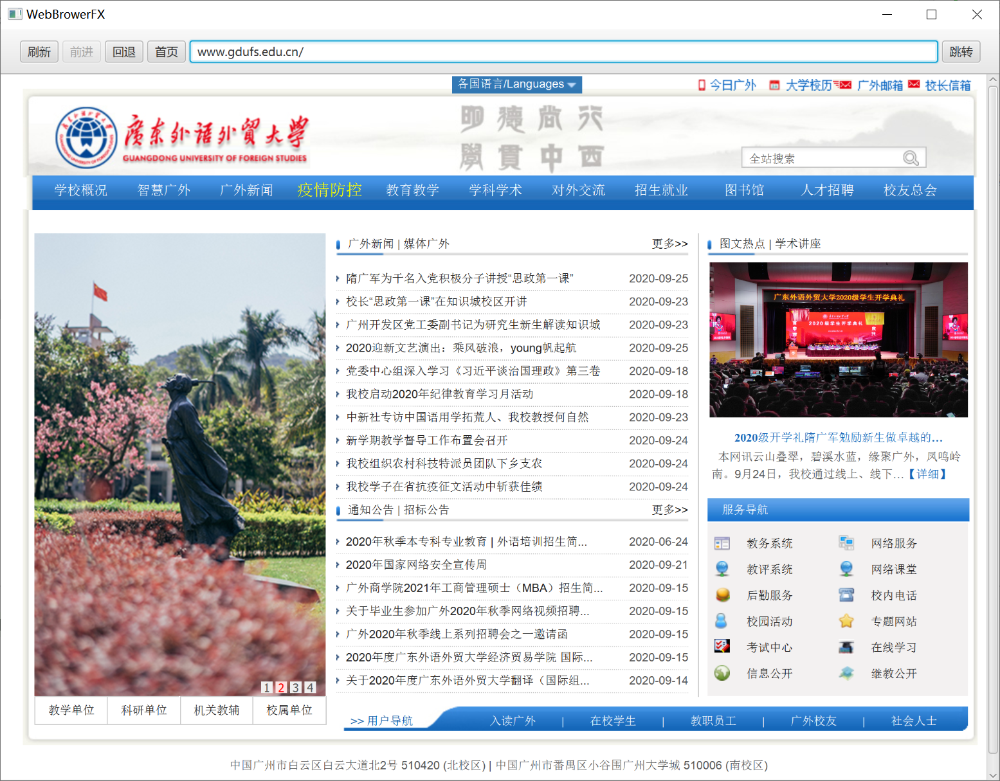 WebBrowerFX
刷新 前进 回退 首页 www.gdufs.edu.cn/ 跳转
各国语言/Languages 今日广外 大学校历 广外邮箱 校长信箱
明德尚行
學貫中西
廣东外语外貿大學
GUANGDONG UNIVERSITY OF FOREIGN STUDIES
全站搜索
学校概况 智慧广外 广外新闻 疫情防控 教育教学 学科学术 对外交流 招生就业 图书馆 人才招聘 校友总会
广外新闻 | 媒体广外 更多>>
隋广军为千名入党积极分子讲授“思政第一课” 2020-09-25
校长“思政第一课”在知识城校区开讲 2020-09-23
广州开发区党工委副书记为研究生新生解读知识城 2020-09-23
2020迎新文艺演出：乘风破浪，young帆起航 2020-09-25
党委中心组深入学习《习近平谈治国理政》第三卷 2020-09-18
我校启动2020年纪律教育学习月活动 2020-09-18
中新社专访中国语用学拓荒人、我校教授何自然 2020-09-23
新学期教学督导工作布置会召开 2020-09-24
我校组织农村科技特派员团队下乡支农 2020-09-24
我校学子在省抗疫征文活动中斩获佳绩 2020-09-24
通知公告 | 招标公告 更多>>
2020年秋季本专科专业教育 | 外语培训招生简... 2020-06-24
2020年国家网络安全宣传周 2020-09-21
广外商学院2021年工商管理硕士（MBA）招生简... 2020-09-15
关于毕业生参加广外2020年秋季网络视频招聘... 2020-09-15
广外2020年秋季线上系列招聘会之一邀请函 2020-09-15
2020年度广东外语外贸大学经济贸易学院 国际... 2020-09-15
关于2020年度广东外语外贸大学翻译（国际组... 2020-09-14
1 2 3 4
教学单位 科研单位 机关教辅 校属单位
图文热点 | 学术讲座
广东外语外贸大学2020级学生开学典礼
2020级学生开学典礼
2020级开学礼隋广军勉励新生做卓越的...
本网讯云山叠翠，碧溪水蓝，缘聚广外，凤鸣岭
南。9月24日，我校通过线上、线下...【详细】
服务导航
教务系统 网络服务
教评系统 网络课堂
后勤服务 校内电话
校园活动 专题网站
考试中心 在线学习
信息公开 继教公开
>> 用户导航 入读广外 | 在校学生 | 教职员工 | 广外校友 | 社会人士
中国广州市白云区白云大道北2号 510420 (北校区) | 中国广州市番禺区小谷围广州大学城 510006 (南校区)